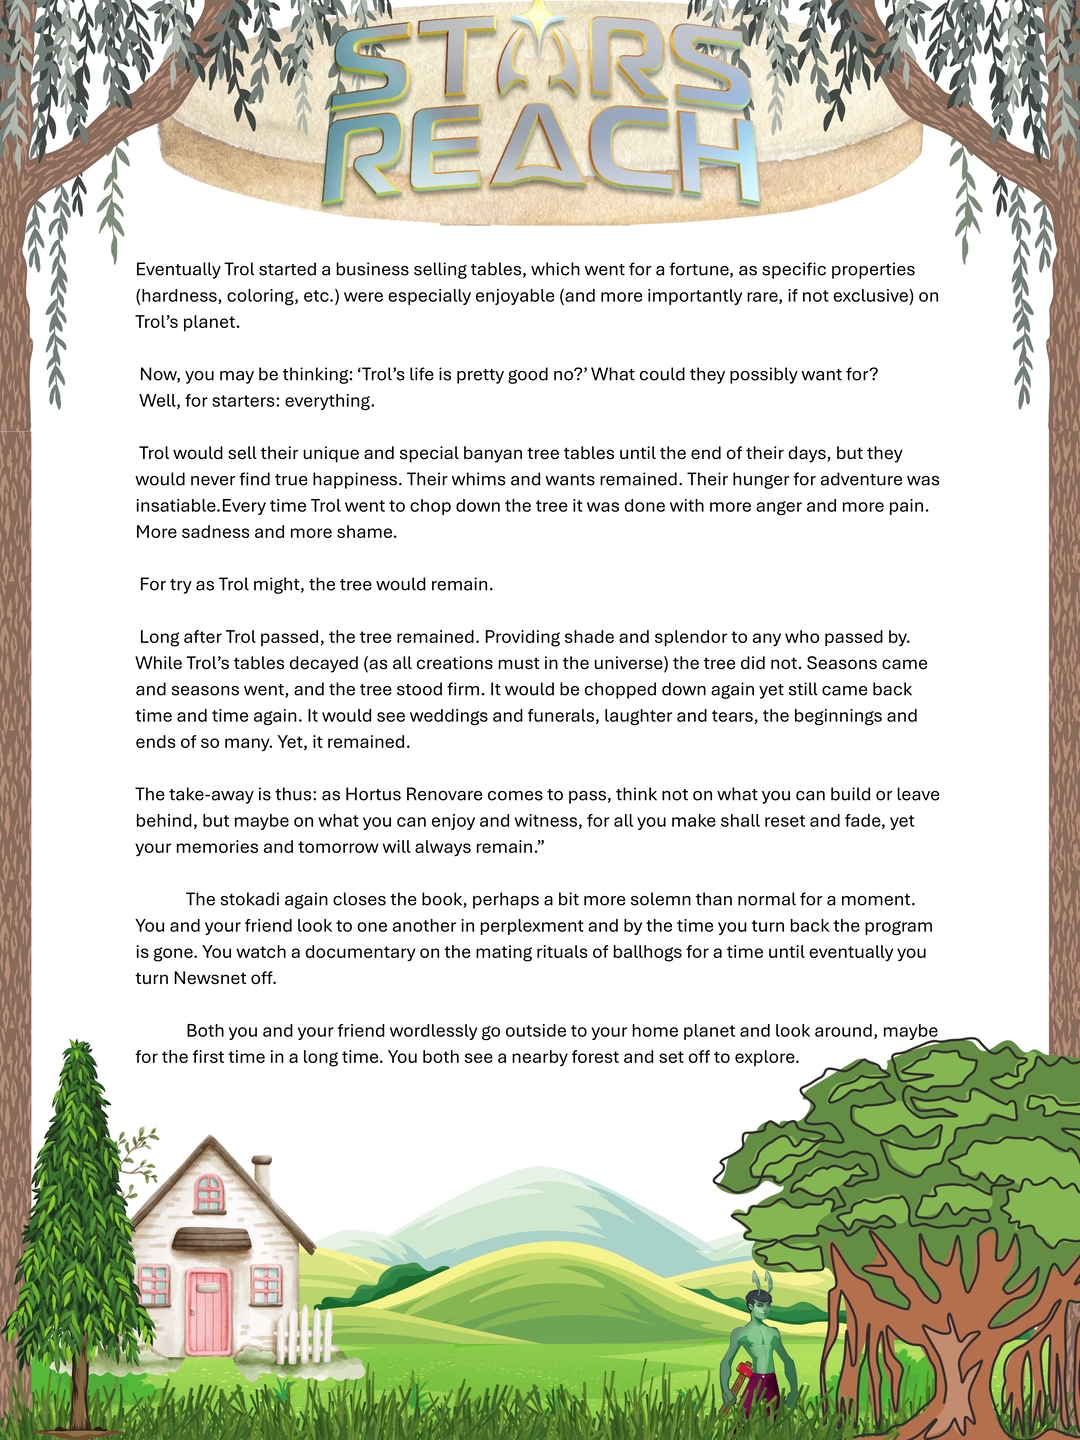 STARS
REACH
Eventually Trol started a business selling tables, which went for a fortune, as specific properties
(hardness, coloring, etc.) were especially enjoyable (and more importantly rare, if not exclusive) on
Trol’s planet.
Now, you may be thinking: ‘Trol’s life is pretty good no?’ What could they possibly want for?
Well, for starters: everything.
Trol would sell their unique and special banyan tree tables until the end of their days, but they
would never find true happiness. Their whims and wants remained. Their hunger for adventure was
insatiable.Every time Trol went to chop down the tree it was done with more anger and more pain.
More sadness and more shame.
For try as Trol might, the tree would remain.
Long after Trol passed, the tree remained. Providing shade and splendor to any who passed by.
While Trol’s tables decayed (as all creations must in the universe) the tree did not. Seasons came
and seasons went, and the tree stood firm. It would be chopped down again yet still came back
time and time again. It would see weddings and funerals, laughter and tears, the beginnings and
ends of so many. Yet, it remained.
The take-away is thus: as Hortus Renovare comes to pass, think not on what you can build or leave
behind, but maybe on what you can enjoy and witness, for all you make shall reset and fade, yet
your memories and tomorrow will always remain.”
The stokadi again closes the book, perhaps a bit more solemn than normal for a moment.
You and your friend look to one another in perplexment and by the time you turn back the program
is gone. You watch a documentary on the mating rituals of ballhogs for a time until eventually you
turn Newsnet off.
Both you and your friend wordlessly go outside to your home planet and look around, maybe
for the first time in a long time. You both see a nearby forest and set off to explore.